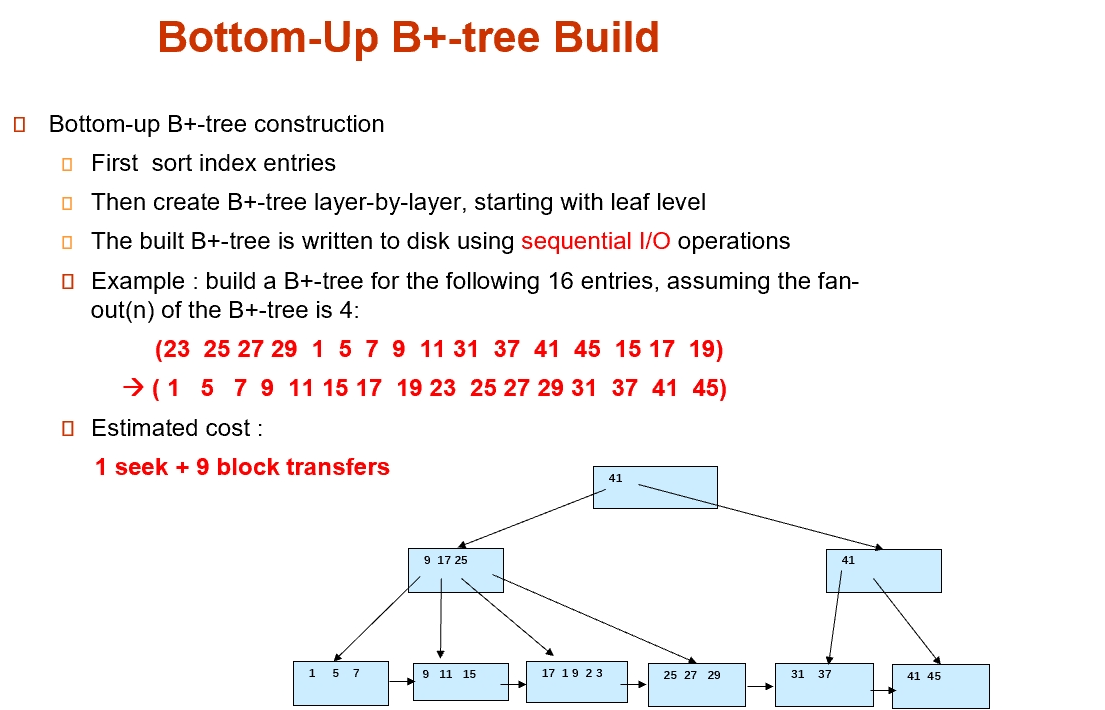 Bottom-Up B+-tree Build
Bottom-up B+-tree construction
First sort index entries
Then create B+-tree layer-by-layer, starting with leaf level
The built B+-tree is written to disk using sequential I/O operations
Example : build a B+-tree for the following 16 entries, assuming the fan-
out(n) of the B+-tree is 4:
(23 25 27 29 1 5 7 9 11 31 37 41 45 15 17 19)
→ ( 1 5 7 9 11 15 17 19 23 25 27 29 31 37 41 45)
Estimated cost :
1 seek + 9 block transfers
41
9 17 25
41
1 5 7
9 11 15
17 1 9 2 3
25 27 29
31 37
41 45